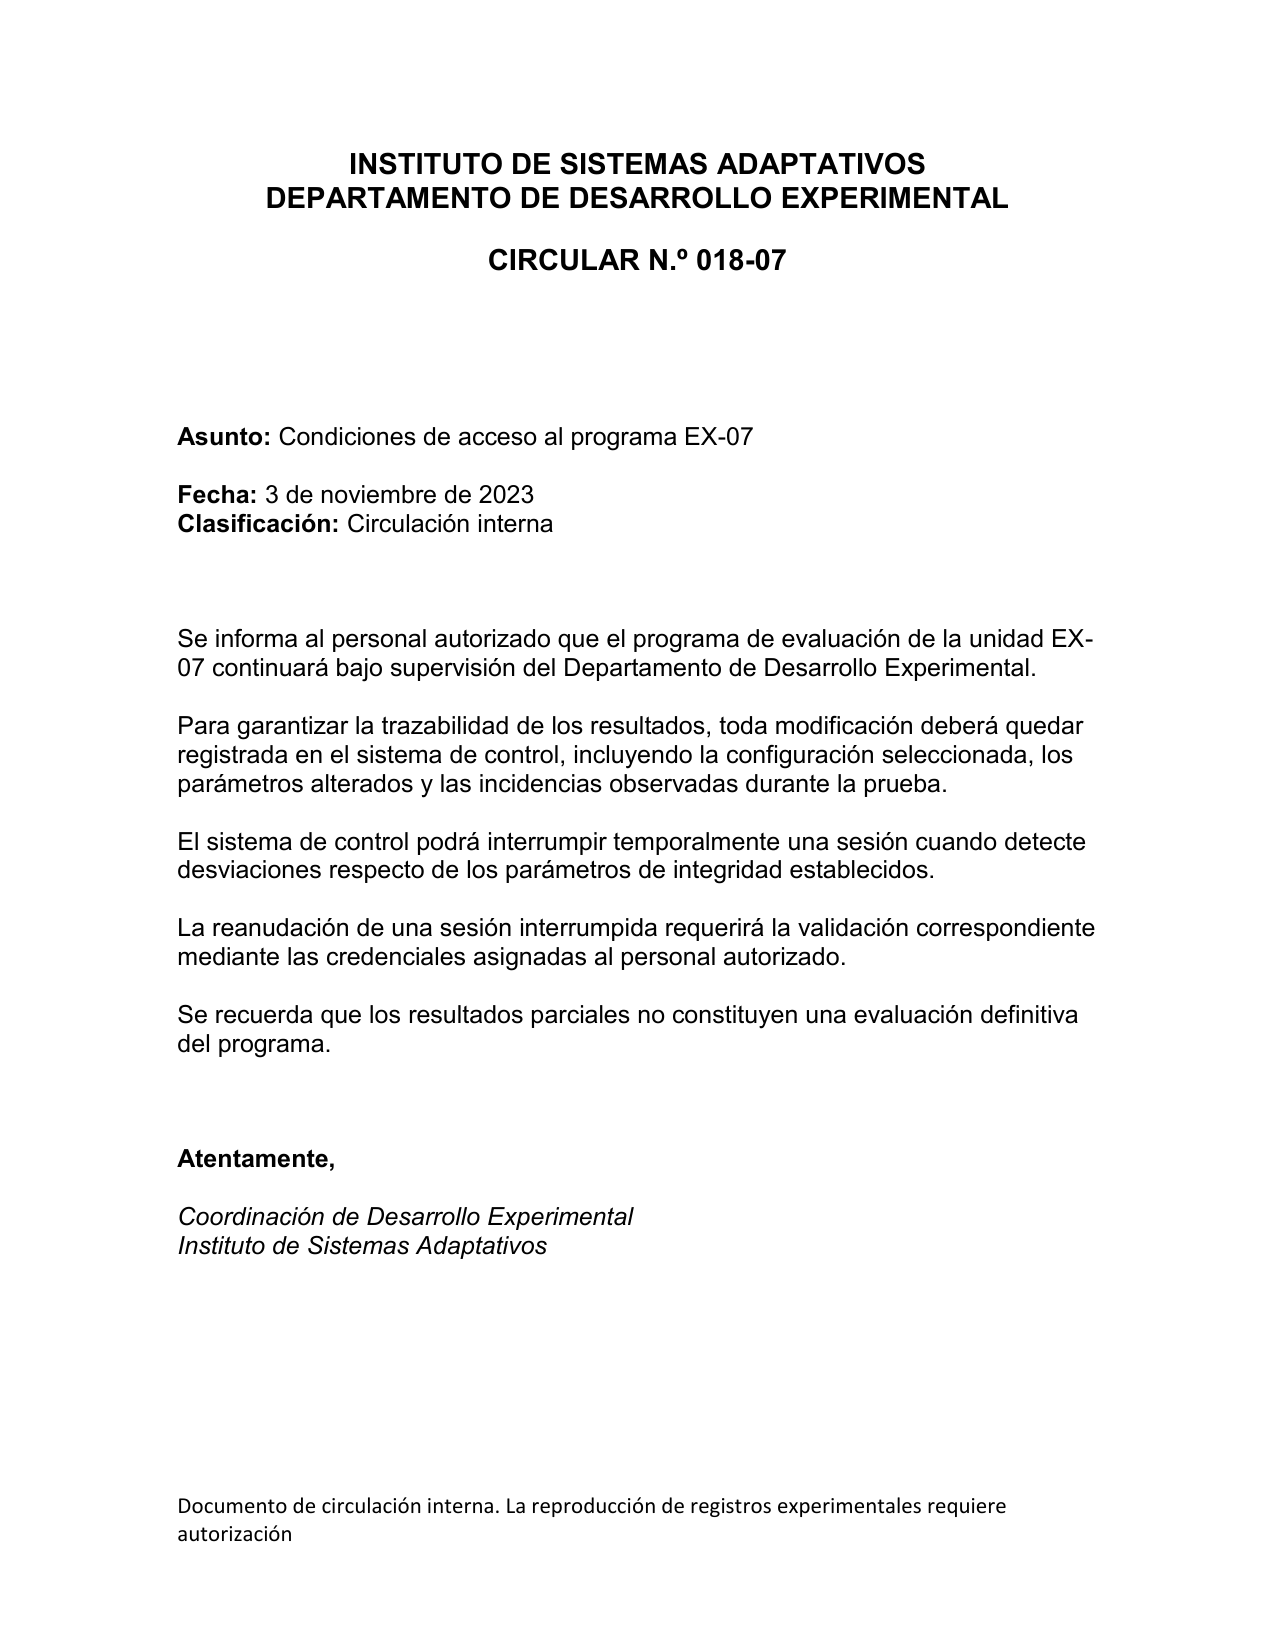 INSTITUTO DE SISTEMAS ADAPTATIVOS
DEPARTAMENTO DE DESARROLLO EXPERIMENTAL
CIRCULAR N.º 018-07
Asunto: Condiciones de acceso al programa EX-07
Fecha: 3 de noviembre de 2023
Clasificación: Circulación interna
Se informa al personal autorizado que el programa de evaluación de la unidad EX-
07 continuará bajo supervisión del Departamento de Desarrollo Experimental.
Para garantizar la trazabilidad de los resultados, toda modificación deberá quedar
registrada en el sistema de control, incluyendo la configuración seleccionada, los
parámetros alterados y las incidencias observadas durante la prueba.
El sistema de control podrá interrumpir temporalmente una sesión cuando detecte
desviaciones respecto de los parámetros de integridad establecidos.
La reanudación de una sesión interrumpida requerirá la validación correspondiente
mediante las credenciales asignadas al personal autorizado.
Se recuerda que los resultados parciales no constituyen una evaluación definitiva
del programa.
Atentamente,
Coordinación de Desarrollo Experimental
Instituto de Sistemas Adaptativos
Documento de circulación interna. La reproducción de registros experimentales requiere
autorización